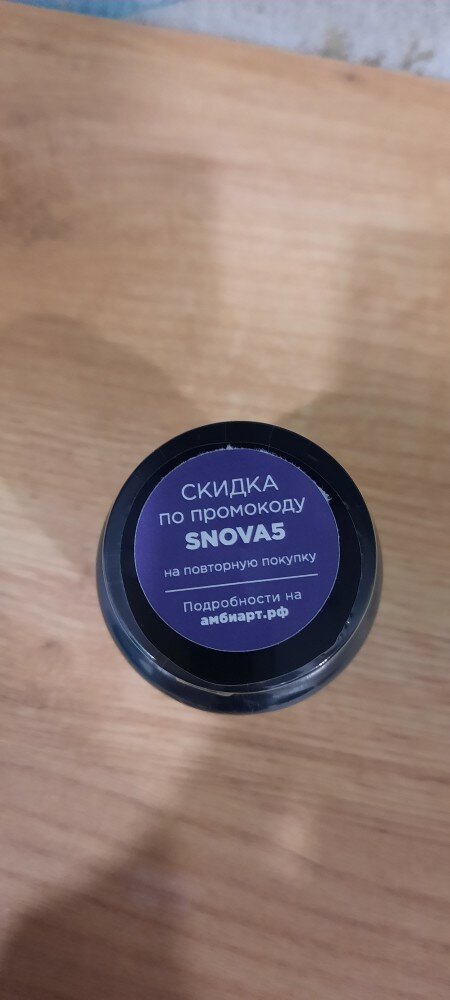 СКИДКА
по промокоду
SNOVA5
на повторную покупку
Подробности на
амбиарт.рф